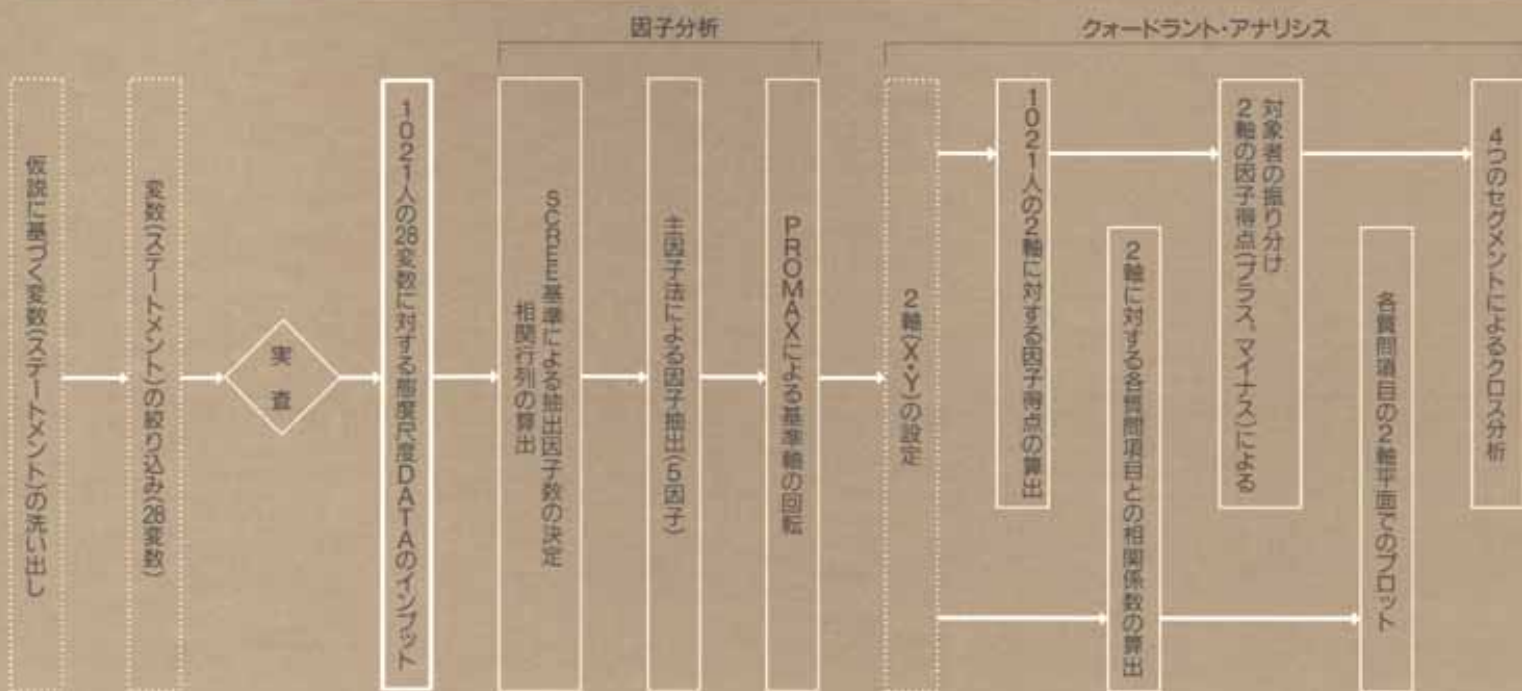 因子分析
クォードラント・アナリシス
仮説に基づく変数(ステートメント)の洗い出し
変数(ステートメント)の絞り込み(28変数)
実査
1021人の28変数に対する態度尺度DATAのインプット
SCREE基準による抽出因子数の決定
相関行列の算出
主因子法による因子抽出(5因子)
PROMAXによる基準軸の回転
2軸(X・Y)の設定
1021人の2軸に対する因子得点の算出
2軸に対する各質問項目との相関係数の算出
対象者の振り分け
2軸の因子得点(プラス。マイナス)による
各質問項目の2軸平面でのプロット
4つのセグメントによるクロス分析